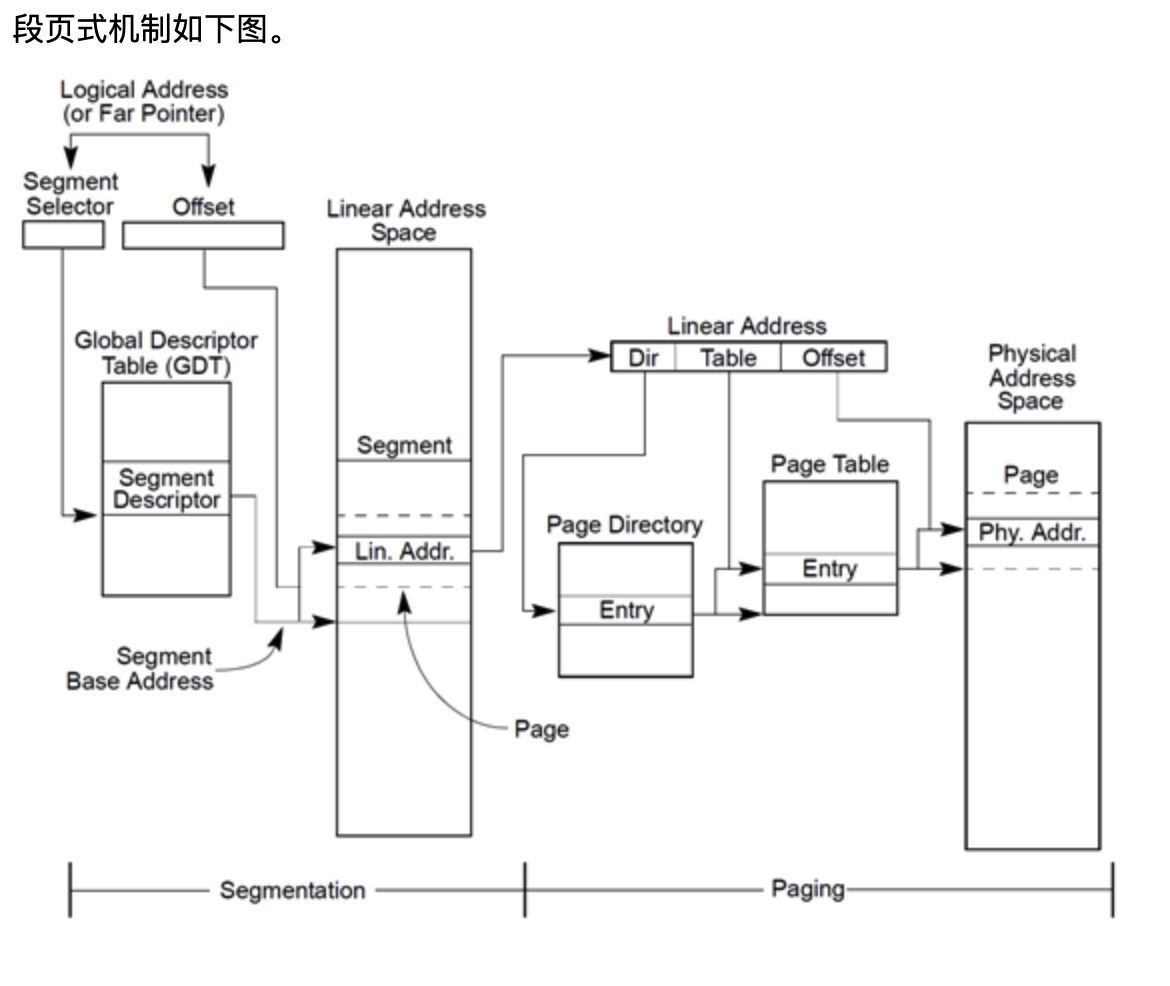 段页式机制如下图。
Logical Address
(or Far Pointer)
Segment
Selector
Offset
Linear Address
Space
Global Descriptor
Table (GDT)
Segment
Descriptor
Segment
Lin. Addr.
Segment
Base Address
Page
Linear Address
Dir
Table
Offset
Page Directory
Entry
Page Table
Entry
Physical
Address
Space
Page
Phy. Addr.
Segmentation
Paging